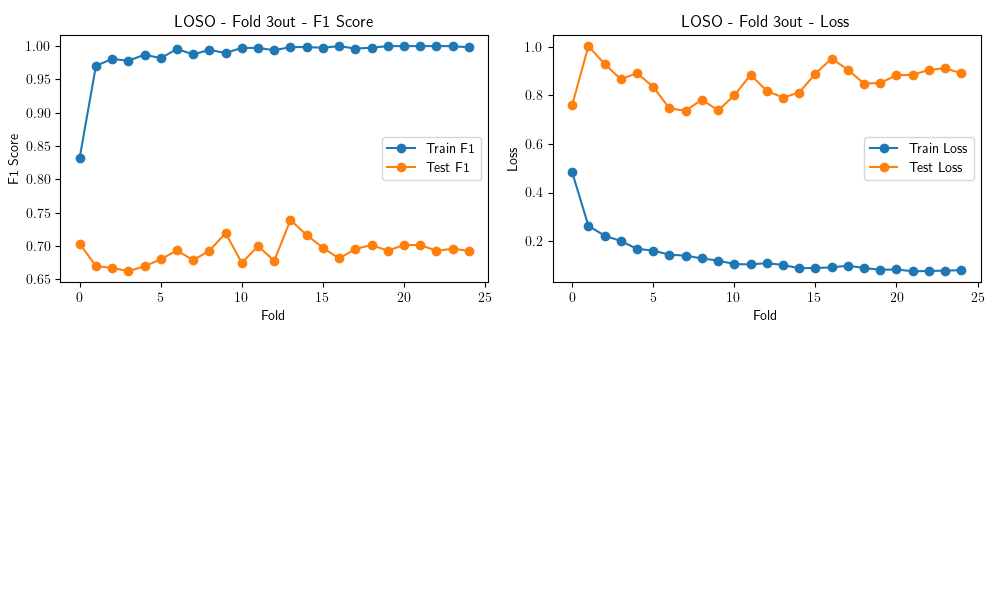 LOSO - Fold 3out - F1 Score
1.00
0.95
0.90
0.85
0.80
0.75
0.70
0.65
F1 Score
Train F1
Test F1
0 5 10 15 20 25
Fold
LOSO - Fold 3out - Loss
1.0
0.8
0.6
0.4
0.2
Loss
Train Loss
Test Loss
0 5 10 15 20 25
Fold